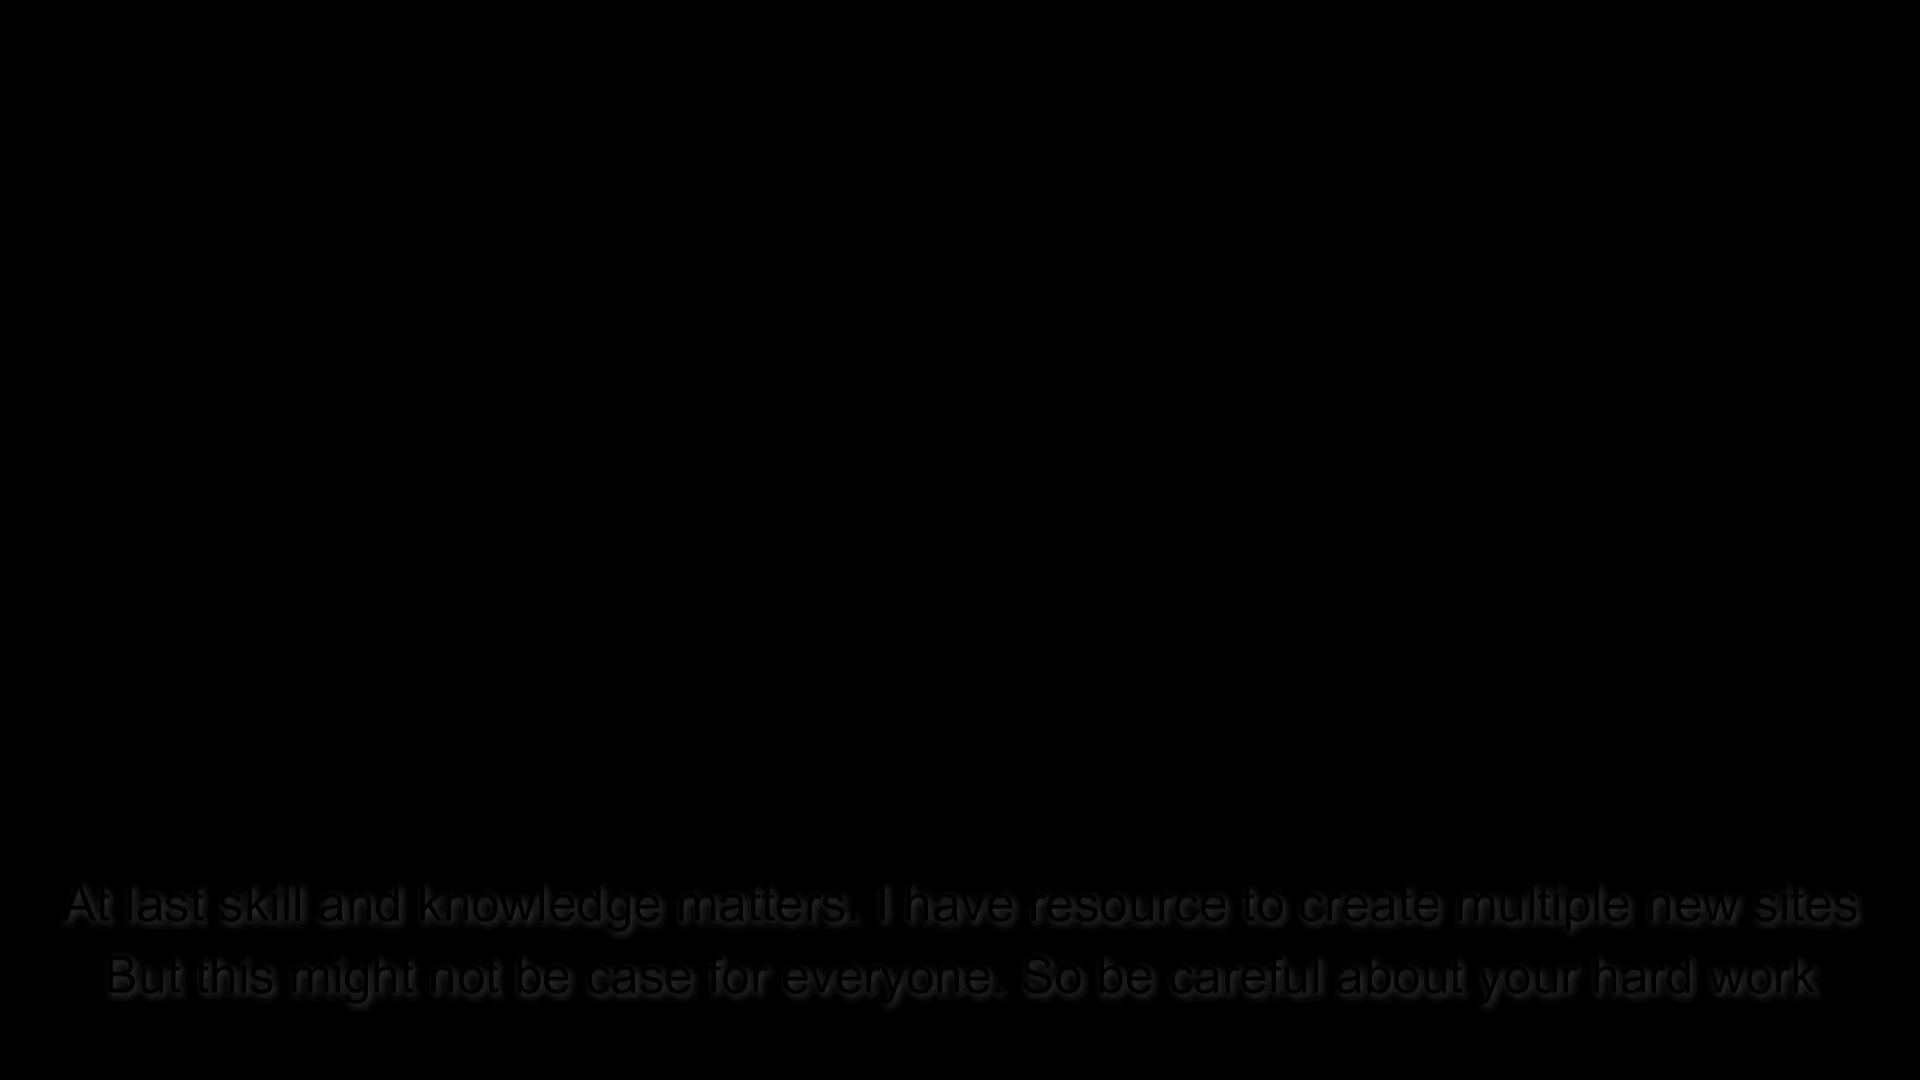 At last skill and knowledge matters. I have resource to create multiple new sites
But this might not be case for everyone. So be careful about your hard work